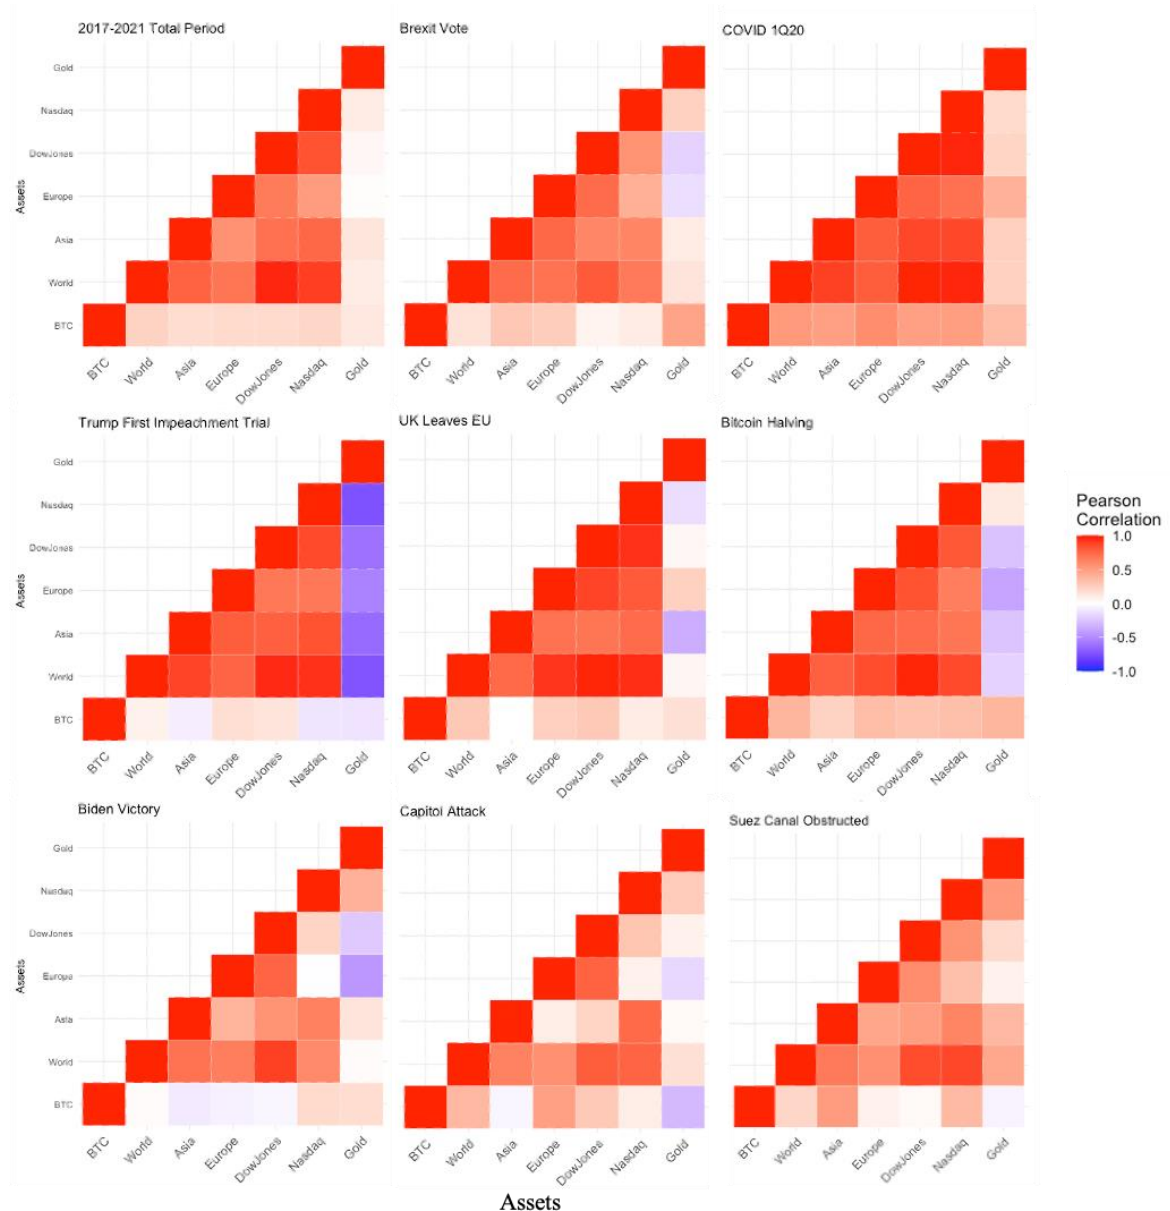 2017-2021 Total Period
Brexit Vote
COVID 1Q20
Gold
Nasdaq
DowJones
Europe
Asia
World
BTC
Assets
BTC World Asia Europe DowJones Nasdaq Gold
BTC World Asia Europe DowJones Nasdaq Gold
BTC World Asia Europe DowJones Nasdaq Gold
Trump First Impeachment Trial
UK Leaves EU
Bitcoin Halving
Gold
Nasdaq
DowJones
Europe
Asia
World
BTC
Assets
BTC World Asia Europe DowJones Nasdaq Gold
BTC World Asia Europe DowJones Nasdaq Gold
BTC World Asia Europe DowJones Nasdaq Gold
Pearson
Correlation
1.0
0.5
0.0
-0.5
-1.0
Biden Victory
Capitol Attack
Suez Canal Obstructed
Gold
Nasdaq
DowJones
Europe
Asia
World
BTC
Assets
BTC World Asia Europe DowJones Nasdaq Gold
BTC World Asia Europe DowJones Nasdaq Gold
BTC World Asia Europe DowJones Nasdaq Gold
Assets